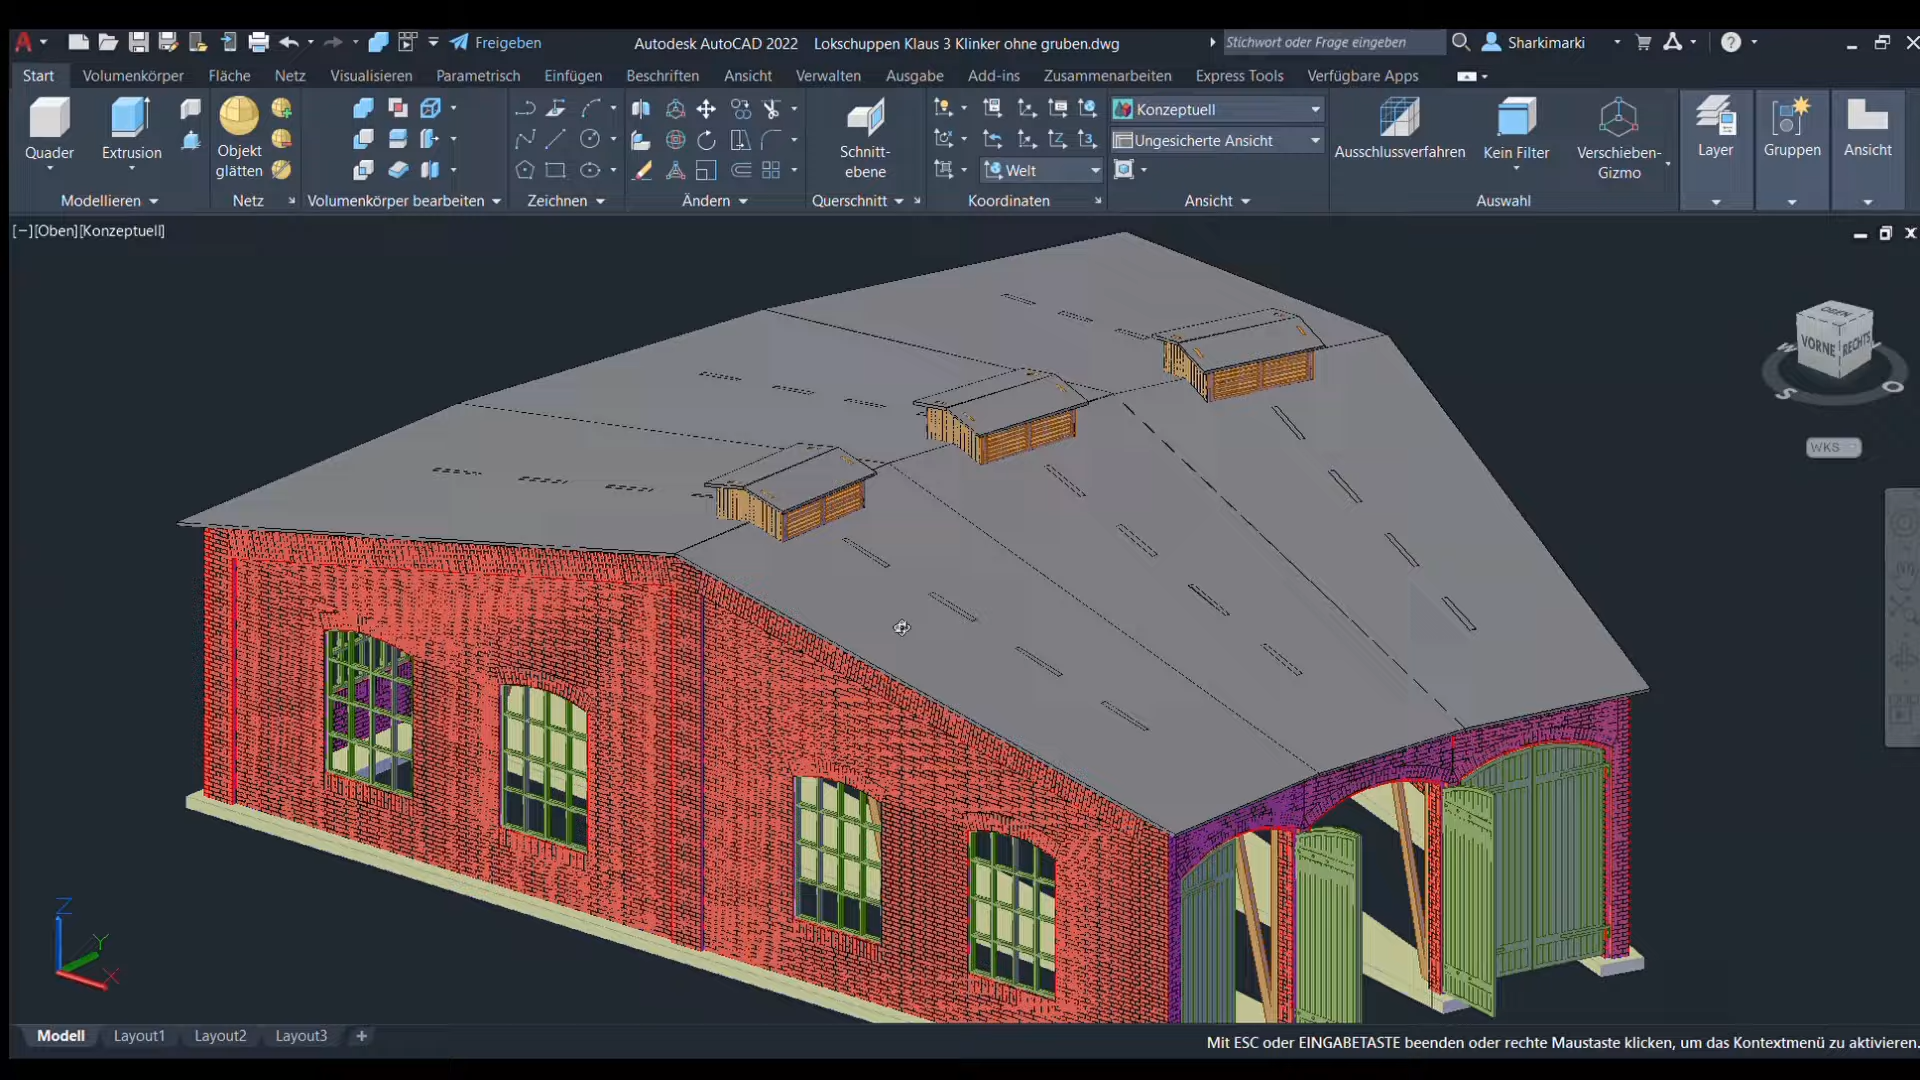 Freigeben
Autodesk AutoCAD 2022 Lokschuppen Klaus 3 Klinker ohne gruben.dwg
Stichwort oder Frage eingeben
Sharkimarki
Start Volumenkörper Fläche Netz Visualisieren Parametrisch Einfügen Beschriften Ansicht Verwalten Ausgabe Add-ins Zusammenarbeiten Express Tools Verfügbare Apps
Quader
Extrusion
Objekt
glätten
Schnitt-
ebene
Welt
Konzeptuell
Ungesicherte Ansicht
Ausschlussverfahren
Kein Filter
Verschieben-
Gizmo
Layer
Gruppen
Ansicht
Modellieren Netz Volumenkörper bearbeiten Zeichnen Ändern Querschnitt Koordinaten Ansicht Auswahl
[−][Oben][Konzeptuell]
OBEN
VORNE RECHTS
W
S O
WKS
Z
Y
X
Modell Layout1 Layout2 Layout3 +
Mit ESC oder EINGABETASTE beenden oder rechte Maustaste klicken, um das Kontextmenü zu aktivieren.